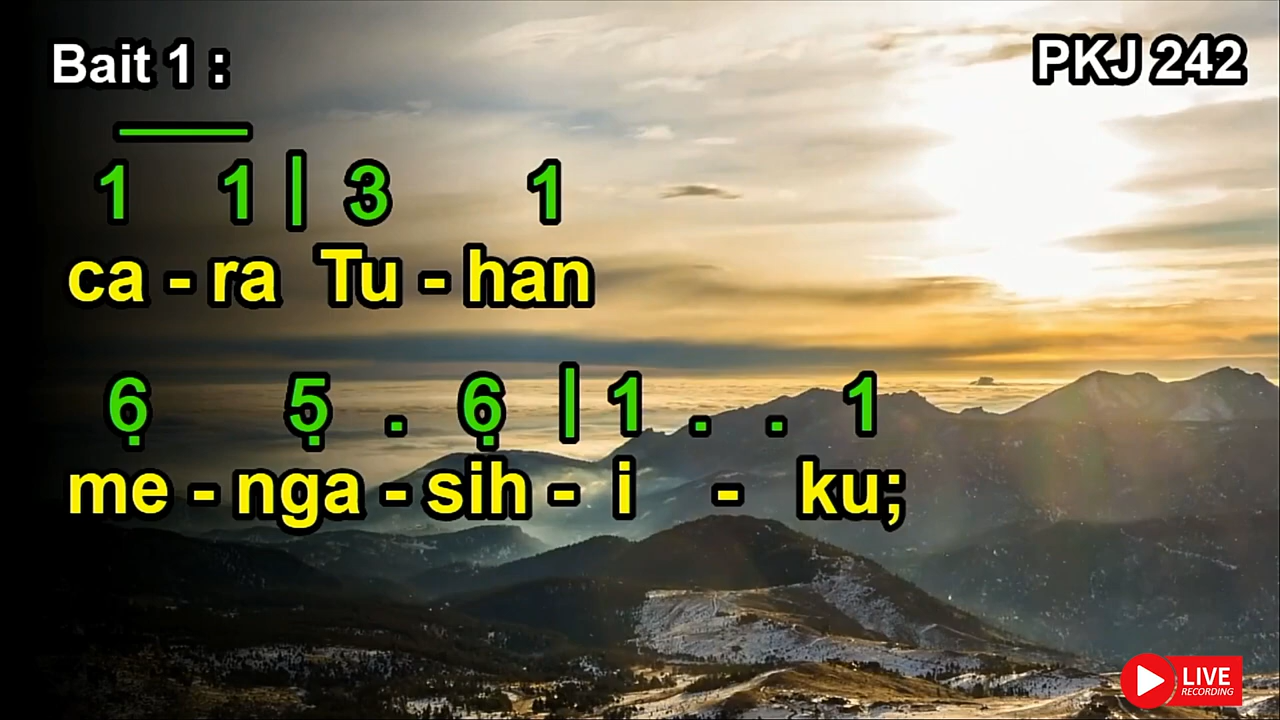 Bait 1 :
PKJ 242
1 1 | 3 1
ca - ra Tu - han
6̣ 5̣ . 6̣ | 1 . . 1
me - nga - sih - i - ku;
LIVE
RECORDING